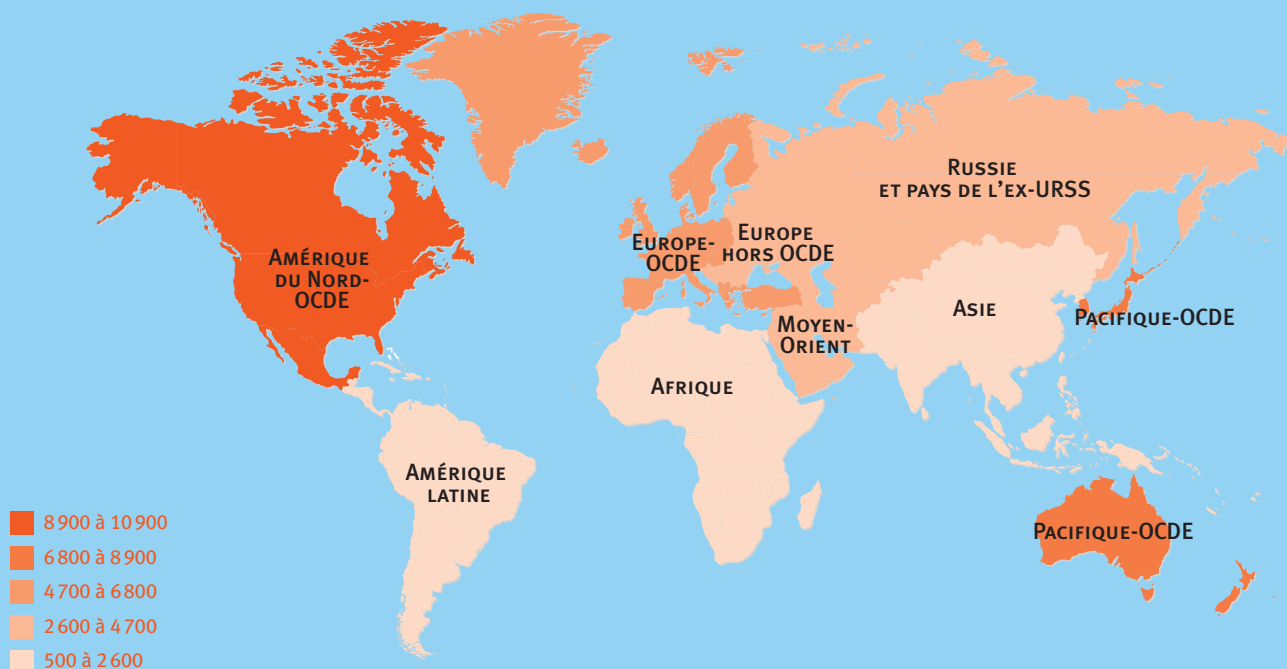 Russie
et pays de l'ex-URSS
Amérique
du Nord-
OCDE
Europe-
OCDE
Europe
hors OCDE
Moyen-
Orient
Asie
Pacifique-OCDE
Afrique
Amérique
latine
Pacifique-OCDE
8 900 à 10 900
6 800 à 8 900
4 700 à 6 800
2 600 à 4 700
500 à 2 600